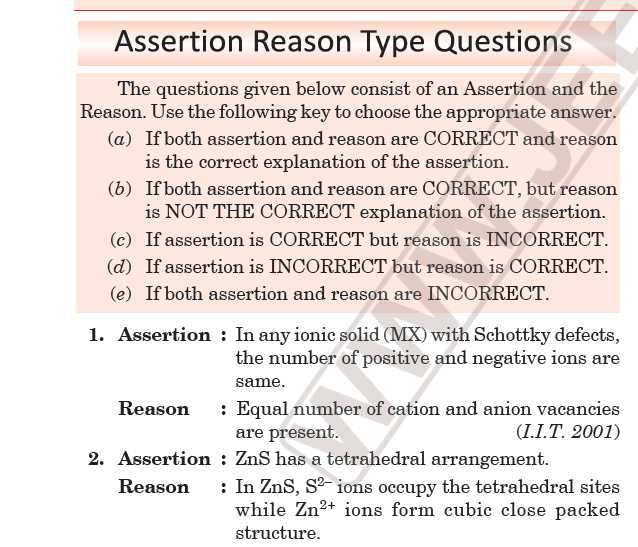 Assertion Reason Type Questions
The questions given below consist of an Assertion and the
Reason. Use the following key to choose the appropriate answer.
(a) If both assertion and reason are CORRECT and reason
is the correct explanation of the assertion.
(b) If both assertion and reason are CORRECT, but reason
is NOT THE CORRECT explanation of the assertion.
(c) If assertion is CORRECT but reason is INCORRECT.
(d) If assertion is INCORRECT but reason is CORRECT.
(e) If both assertion and reason are INCORRECT.
1. Assertion : In any ionic solid (MX) with Schottky defects,
the number of positive and negative ions are
same.
Reason : Equal number of cation and anion vacancies
are present. (I.I.T. 2001)
2. Assertion : ZnS has a tetrahedral arrangement.
Reason : In ZnS, S²⁻ ions occupy the tetrahedral sites
while Zn²⁺ ions form cubic close packed
structure.
WWW.JEE